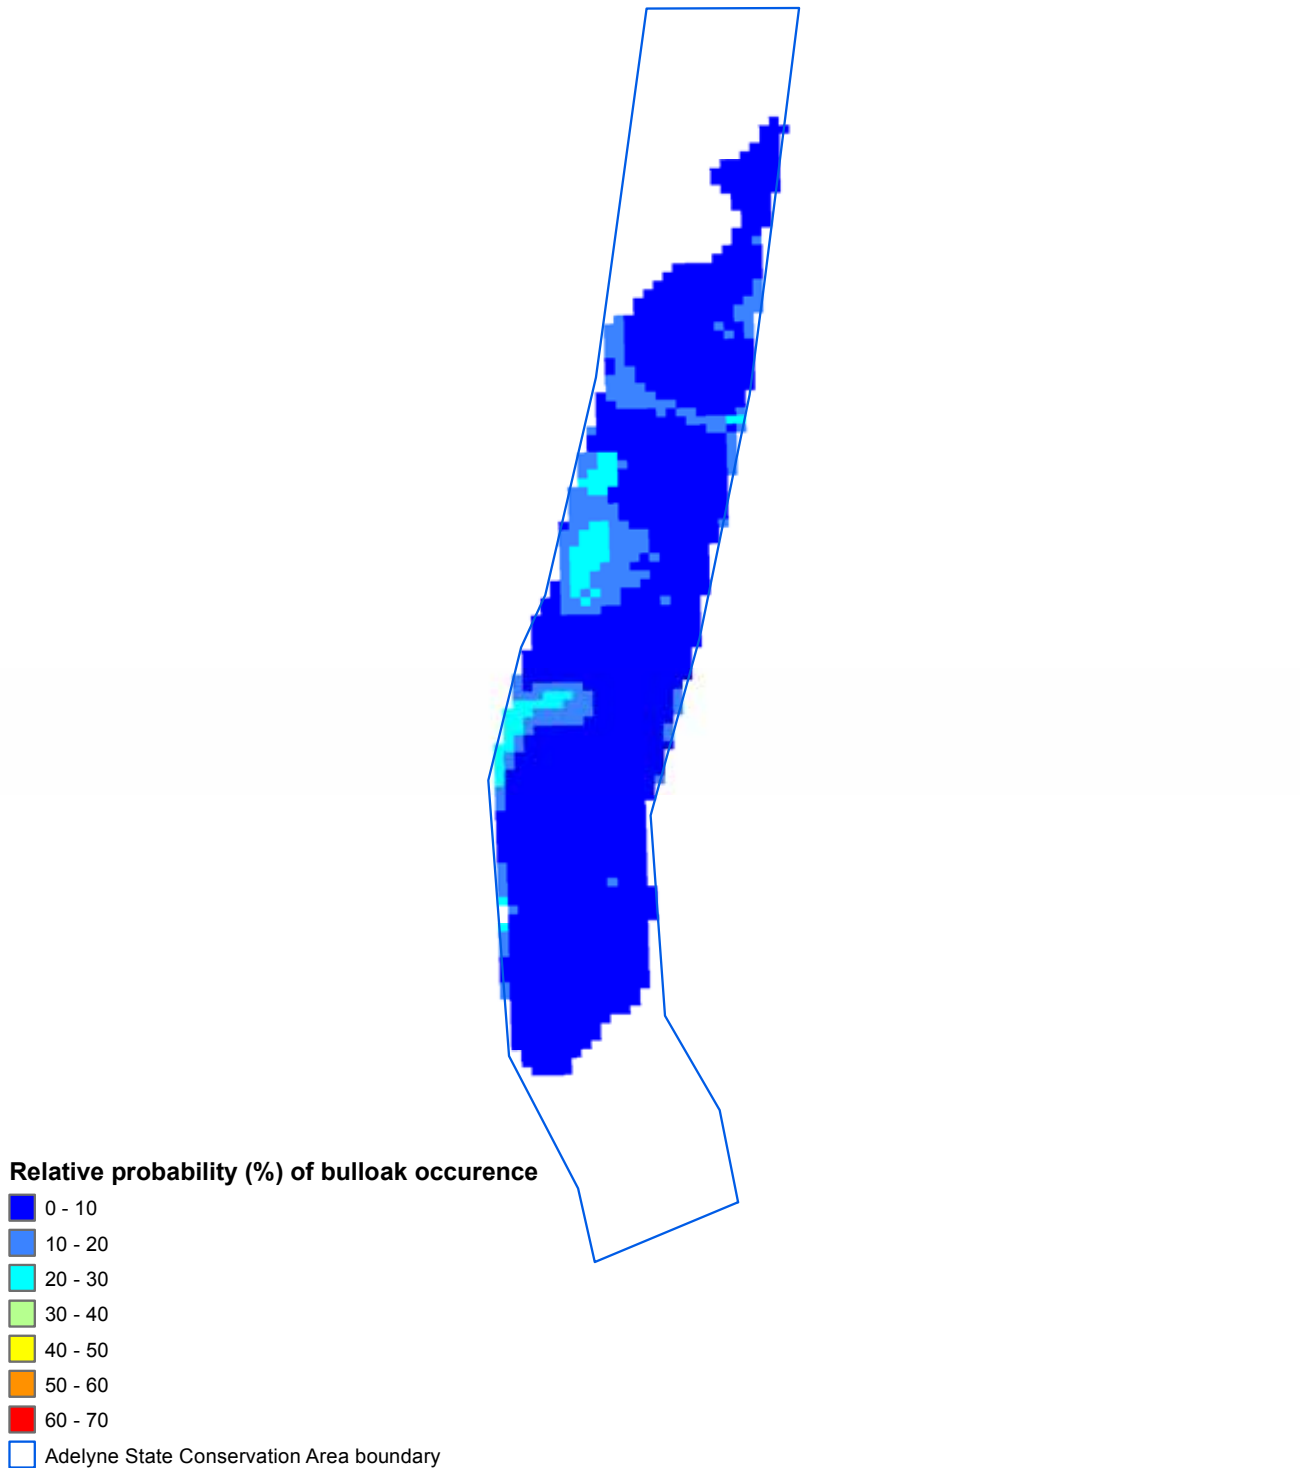 Relative probability (%) of bulloak occurence
0 - 10
10 - 20
20 - 30
30 - 40
40 - 50
50 - 60
60 - 70
Adelyne State Conservation Area boundary